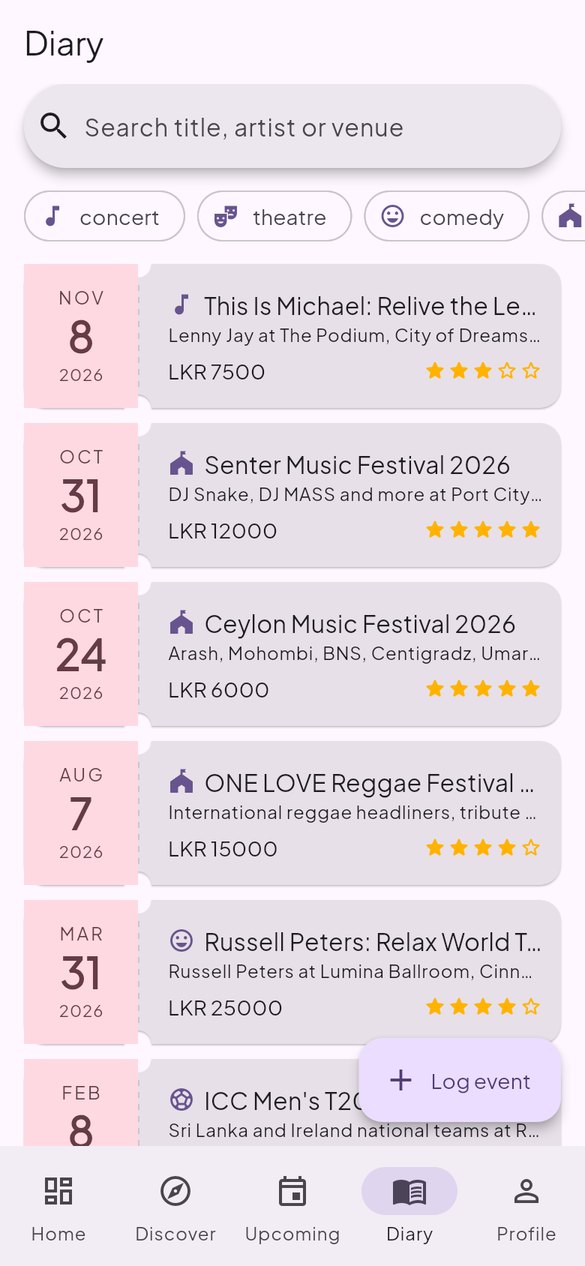 Diary
Search title, artist or venue
concert
theatre
comedy
NOV
8
2026
This Is Michael: Relive the Le...
Lenny Jay at The Podium, City of Dreams...
LKR 7500
OCT
31
2026
Senter Music Festival 2026
DJ Snake, DJ MASS and more at Port City...
LKR 12000
OCT
24
2026
Ceylon Music Festival 2026
Arash, Mohombi, BNS, Centigradz, Umar...
LKR 6000
AUG
7
2026
ONE LOVE Reggae Festival ...
International reggae headliners, tribute ...
LKR 15000
MAR
31
2026
Russell Peters: Relax World T...
Russell Peters at Lumina Ballroom, Cinn...
LKR 25000
FEB
8
ICC Men's T20
Sri Lanka and Ireland national teams at R...
Log event
Home
Discover
Upcoming
Diary
Profile